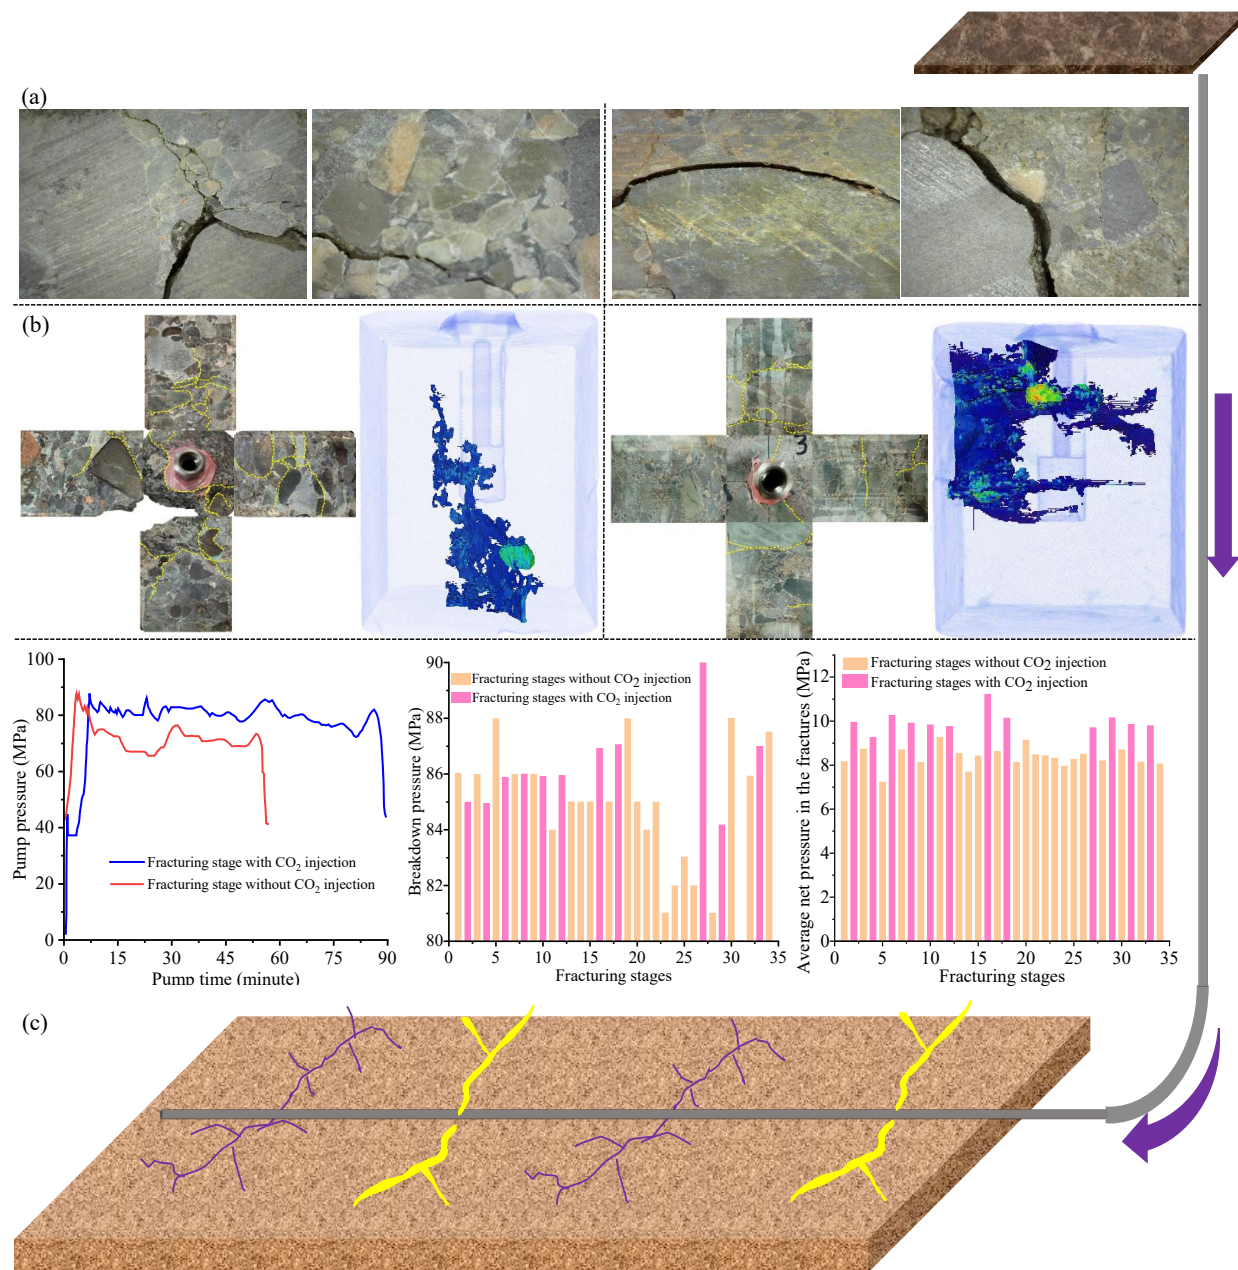 (a)
(b)
3
100
80
60
40
20
0
Pump pressure (MPa)
Fracturing stage with CO2 injection
Fracturing stage without CO2 injection
0 15 30 45 60 75 90
Pump time (minute)
90
88
86
84
82
80
Breakdown pressure (MPa)
Fracturing stages without CO2 injection
Fracturing stages with CO2 injection
0 5 10 15 20 25 30 35
Fracturing stages
12
10
8
6
4
2
0
Average net pressure in the fractures (MPa)
Fracturing stages without CO2 injection
Fracturing stages with CO2 injection
0 5 10 15 20 25 30 35
Fracturing stages
(c)